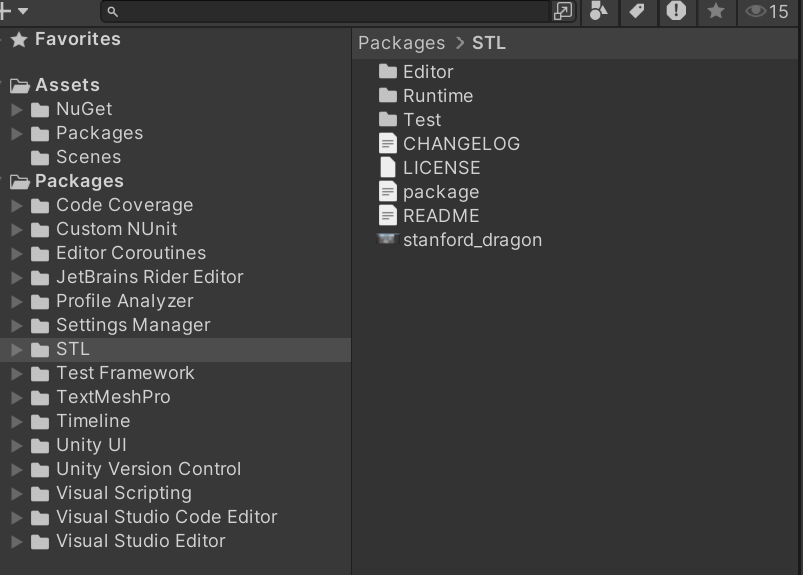 15
Favorites
Assets
NuGet
Packages
Scenes
Packages
Code Coverage
Custom NUnit
Editor Coroutines
JetBrains Rider Editor
Profile Analyzer
Settings Manager
STL
Test Framework
TextMeshPro
Timeline
Unity UI
Unity Version Control
Visual Scripting
Visual Studio Code Editor
Visual Studio Editor
Packages > STL
Editor
Runtime
Test
CHANGELOG
LICENSE
package
README
stanford_dragon